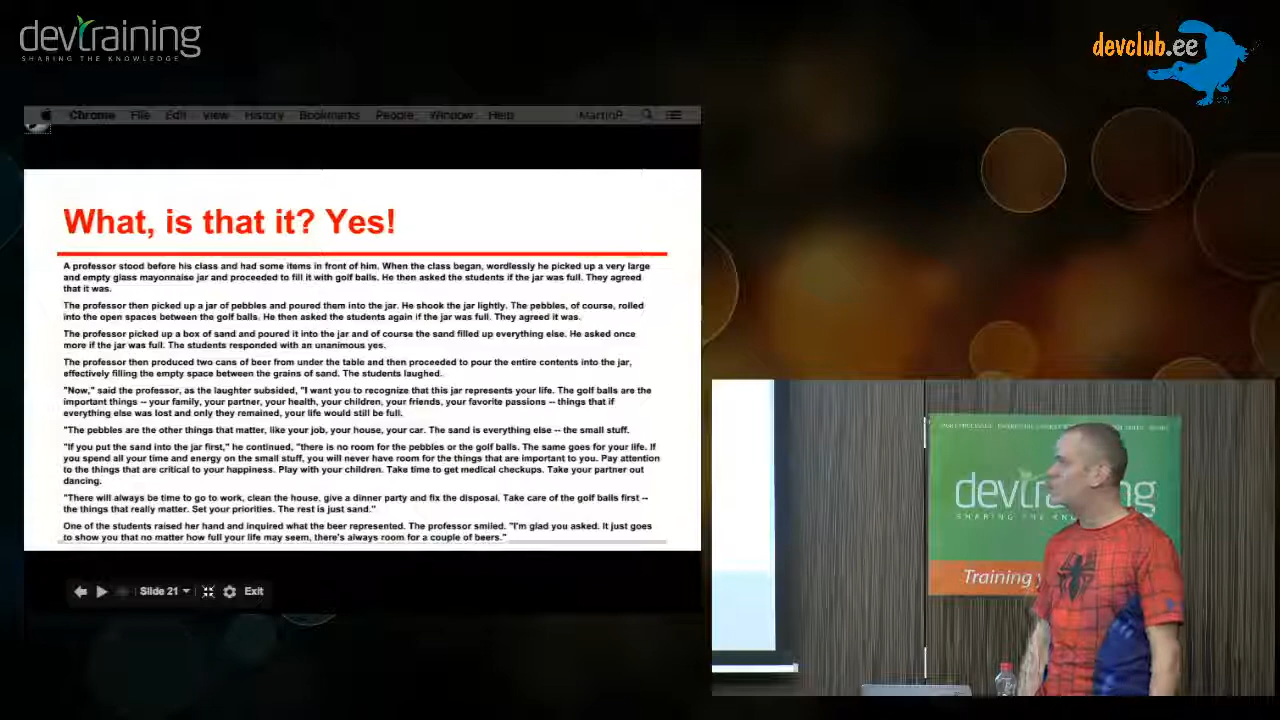 devtraining
SHARING THE KNOWLEDGE
devclub.ee
Chrome File Edit View History Bookmarks People Window Help MartinP
What, is that it? Yes!
A professor stood before his class and had some items in front of him. When the class began, wordlessly he picked up a very large
and empty glass mayonnaise jar and proceeded to fill it with golf balls. He then asked the students if the jar was full. They agreed
that it was.
The professor then picked up a jar of pebbles and poured them into the jar. He shook the jar lightly. The pebbles, of course, rolled
into the open spaces between the golf balls. He then asked the students again if the jar was full. They agreed it was.
The professor picked up a box of sand and poured it into the jar and of course the sand filled up everything else. He asked once
more if the jar was full. The students responded with an unanimous yes.
The professor then produced two cans of beer from under the table and then proceeded to pour the entire contents into the jar,
effectively filling the empty space between the grains of sand. The students laughed.
"Now," said the professor, as the laughter subsided, "I want you to recognize that this jar represents your life. The golf balls are the
important things -- your family, your partner, your health, your children, your friends, your favorite passions -- things that if
everything else was lost and only they remained, your life would still be full.
"The pebbles are the other things that matter, like your job, your house, your car. The sand is everything else -- the small stuff.
"If you put the sand into the jar first," he continued, "there is no room for the pebbles or the golf balls. The same goes for your life. If
you spend all your time and energy on the small stuff, you will never have room for the things that are important to you. Pay attention
to the things that are critical to your happiness. Play with your children. Take time to get medical checkups. Take your partner out
dancing.
"There will always be time to go to work, clean the house, give a dinner party and fix the disposal. Take care of the golf balls first --
the things that really matter. Set your priorities. The rest is just sand."
One of the students raised her hand and inquired what the beer represented. The professor smiled. "I'm glad you asked. It just goes
to show you that no matter how full your life may seem, there's always room for a couple of beers."
Slide 21 Exit
devtraining
SHARING THE
Training